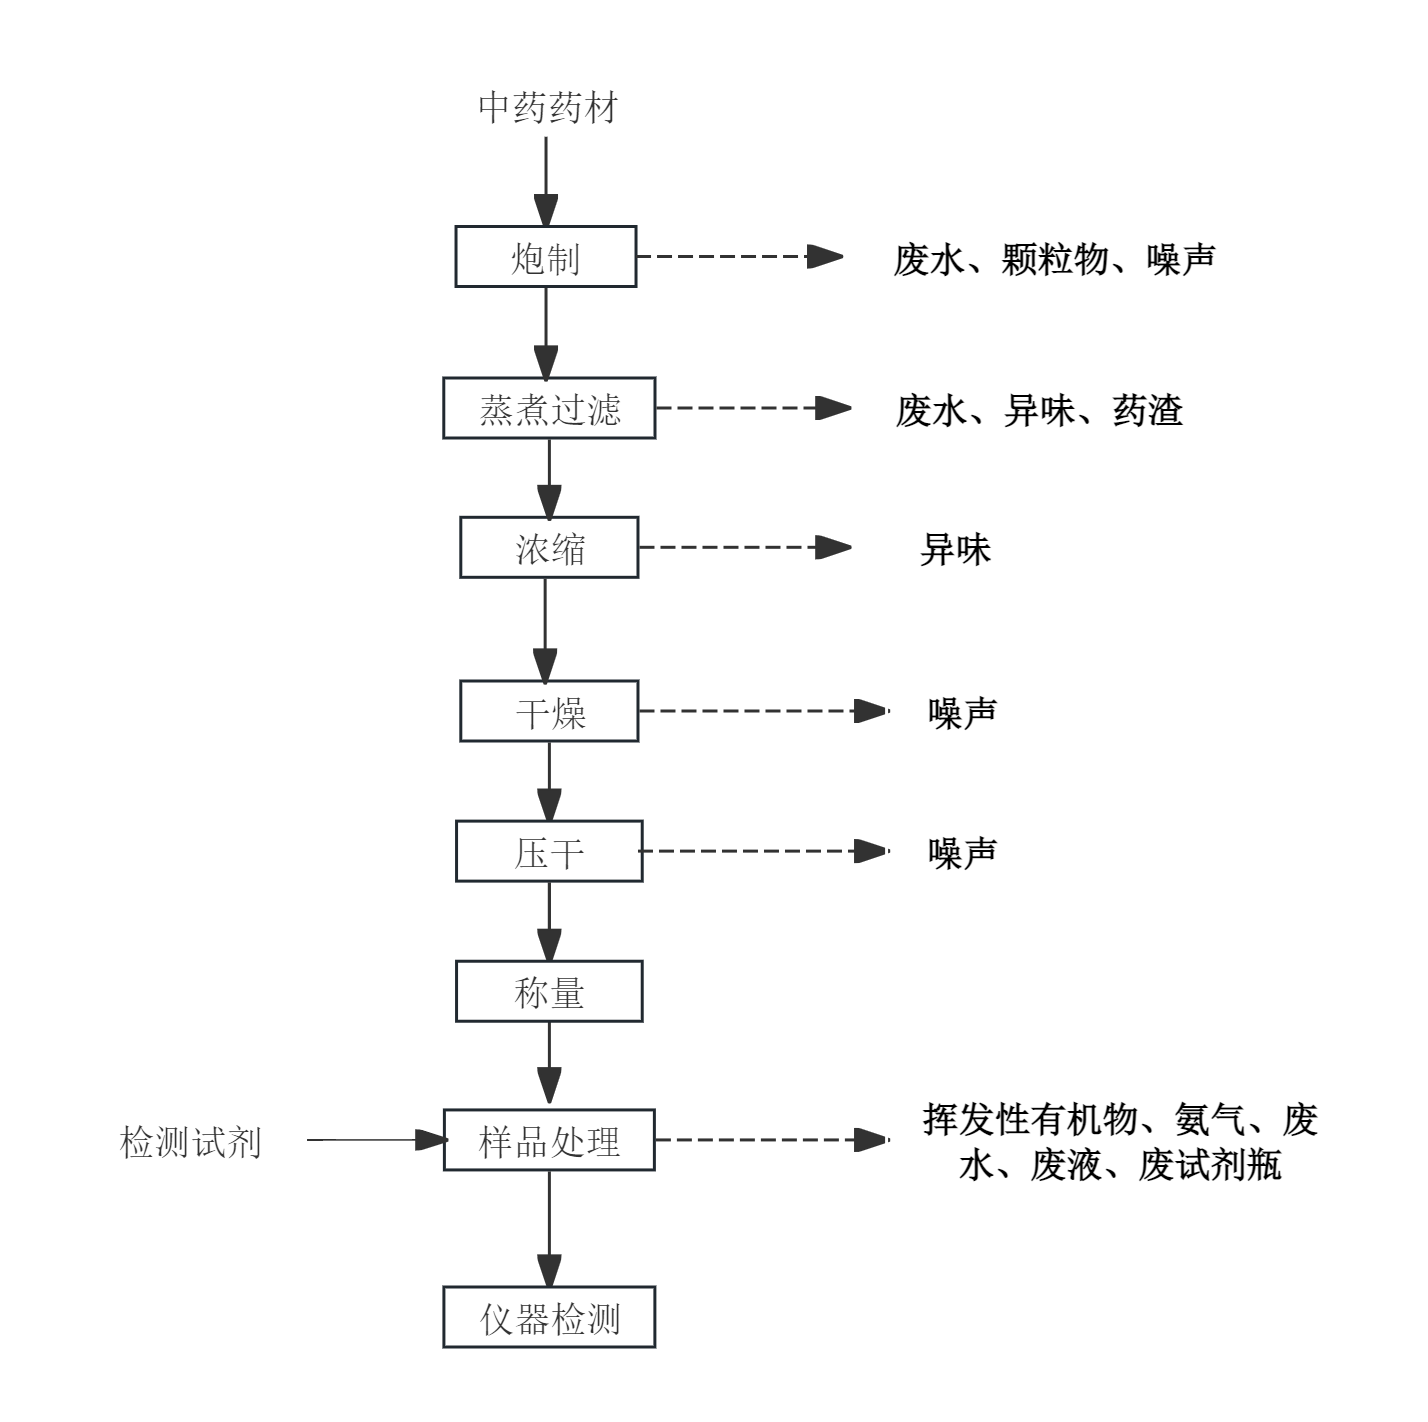 中药药材
炮制
废水、颗粒物、噪声
蒸煮过滤
废水、异味、药渣
浓缩
异味
干燥
噪声
压干
噪声
称量
检测试剂
样品处理
挥发性有机物、氨气、废
水、废液、废试剂瓶
仪器检测